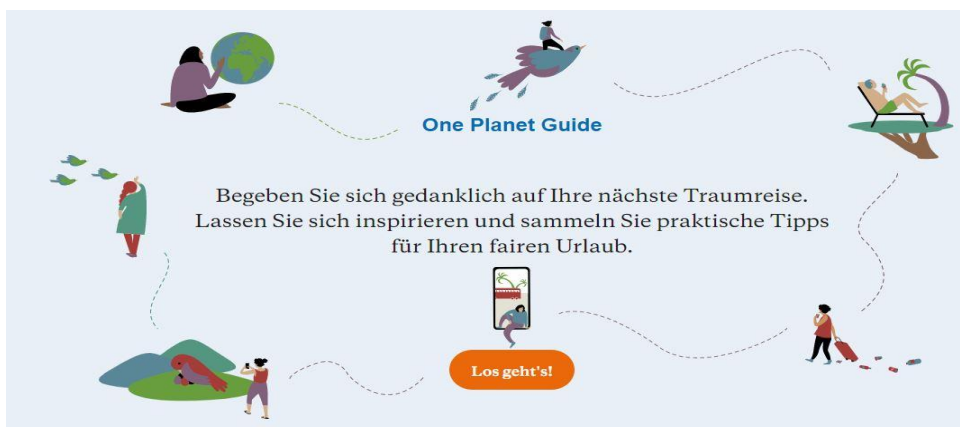 One Planet Guide
Begeben Sie sich gedanklich auf Ihre nächste Traumreise.
Lassen Sie sich inspirieren und sammeln Sie praktische Tipps
für Ihren fairen Urlaub.
Los geht's!